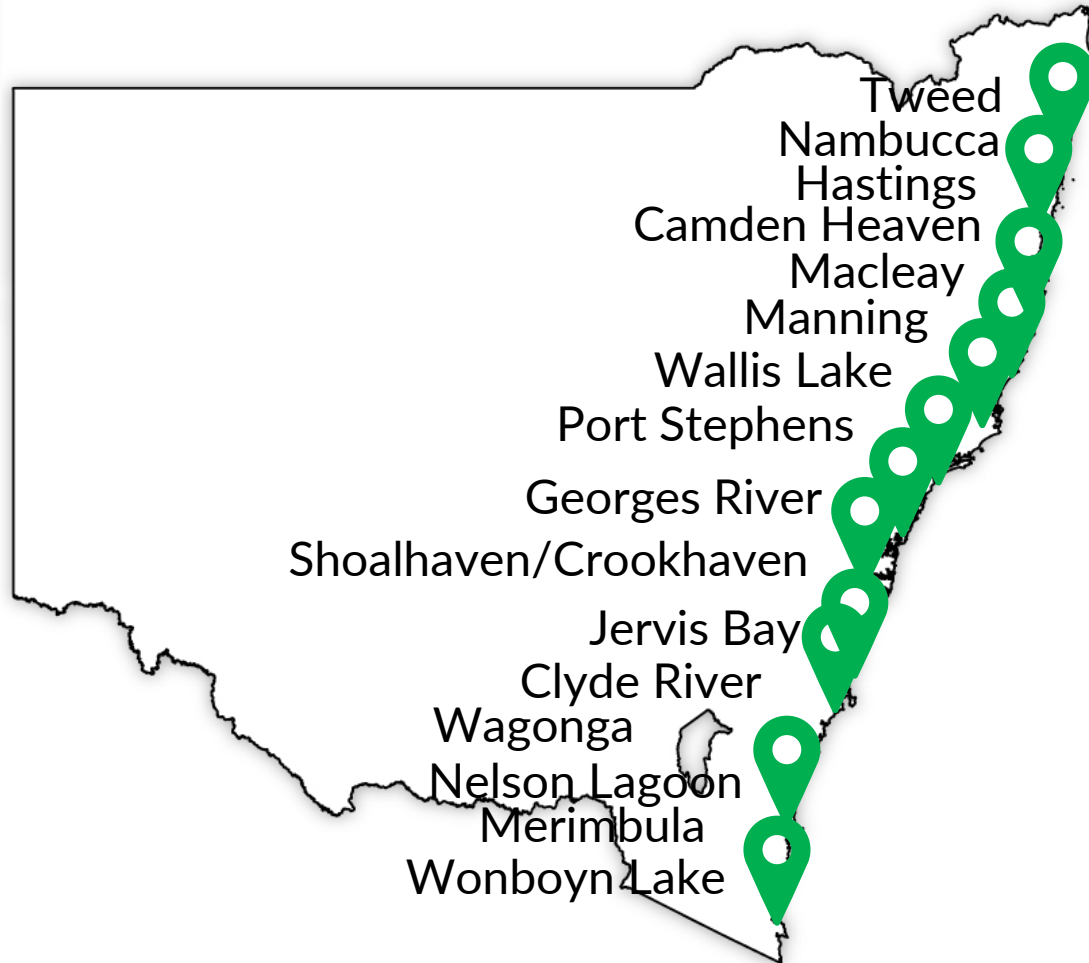 Tweed
Nambucca
Hastings
Camden Heaven
Macleay
Manning
Wallis Lake
Port Stephens
Georges River
Shoalhaven/Crookhaven
Jervis Bay
Clyde River
Wagonga
Nelson Lagoon
Merimbula
Wonboyn Lake